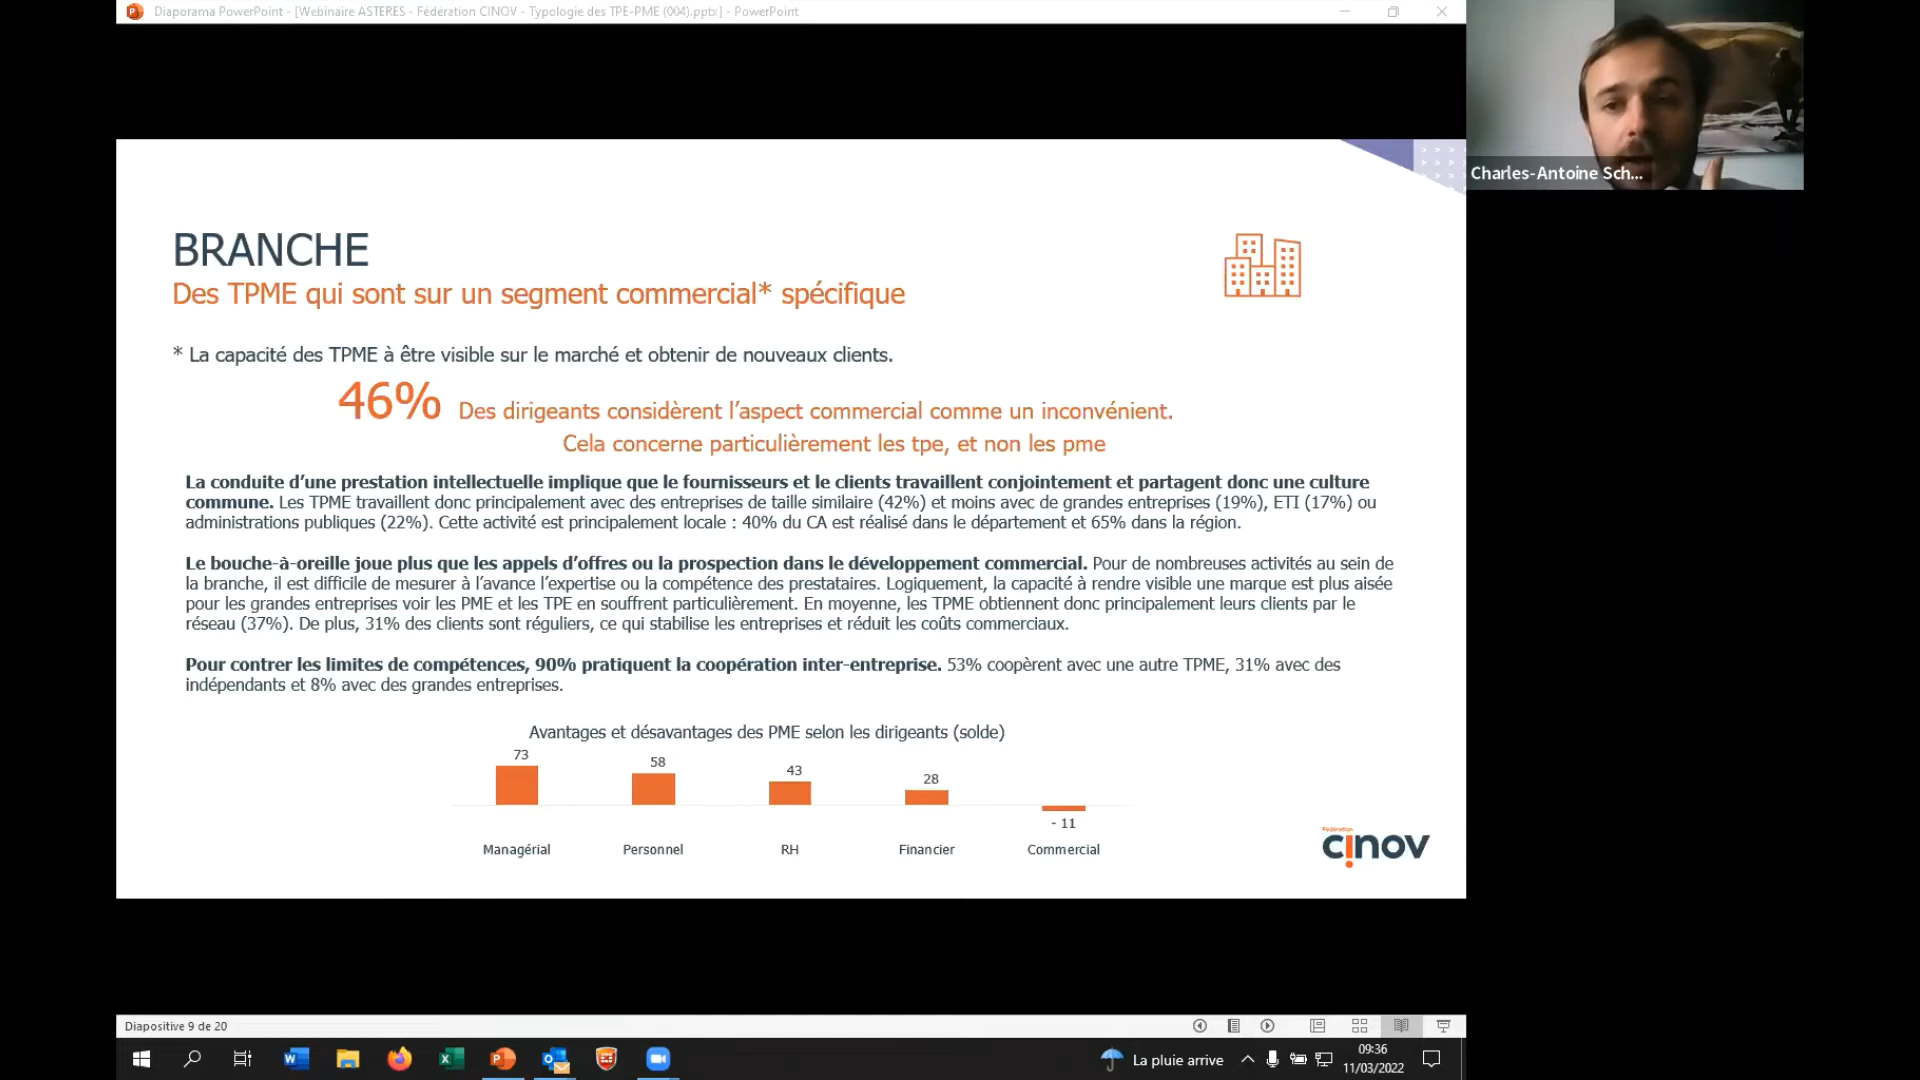 Diaporama PowerPoint - [Webinaire ASTERES - Fédération CINOV - Typologie des TPE-PME (004).pptx] - PowerPoint
Charles-Antoine Sch...
BRANCHE
Des TPME qui sont sur un segment commercial* spécifique
* La capacité des TPME à être visible sur le marché et obtenir de nouveaux clients.
46% Des dirigeants considèrent l’aspect commercial comme un inconvénient.
Cela concerne particulièrement les tpe, et non les pme
La conduite d’une prestation intellectuelle implique que le fournisseurs et le clients travaillent conjointement et partagent donc une culture
commune. Les TPME travaillent donc principalement avec des entreprises de taille similaire (42%) et moins avec de grandes entreprises (19%), ETI (17%) ou
administrations publiques (22%). Cette activité est principalement locale : 40% du CA est réalisé dans le département et 65% dans la région.
Le bouche-à-oreille joue plus que les appels d’offres ou la prospection dans le développement commercial. Pour de nombreuses activités au sein de
la branche, il est difficile de mesurer à l’avance l’expertise ou la compétence des prestataires. Logiquement, la capacité à rendre visible une marque est plus aisée
pour les grandes entreprises voir les PME et les TPE en souffrent particulièrement. En moyenne, les TPME obtiennent donc principalement leurs clients par le
réseau (37%). De plus, 31% des clients sont réguliers, ce qui stabilise les entreprises et réduit les coûts commerciaux.
Pour contrer les limites de compétences, 90% pratiquent la coopération inter-entreprise. 53% coopèrent avec une autre TPME, 31% avec des
indépendants et 8% avec des grandes entreprises.
Avantages et désavantages des PME selon les dirigeants (solde)
73 58 43 28 - 11
Managérial Personnel RH Financier Commercial
Fédération
cinov
Diapositive 9 de 20
La pluie arrive
09:36
11/03/2022